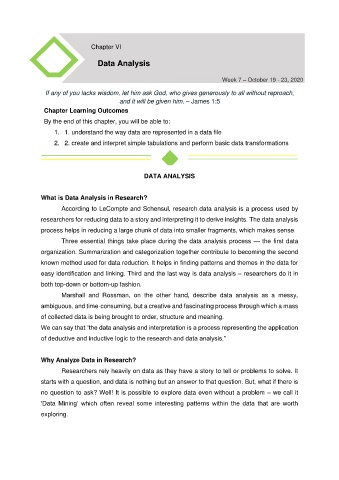 Chapter VI
Data Analysis
Week 7 – October 19 - 23, 2020
If any of you lacks wisdom, let him ask God, who gives generously to all without reproach,
and it will be given him. – James 1:5
Chapter Learning Outcomes
By the end of this chapter, you will be able to:
1. 1. understand the way data are represented in a data file
2. 2. create and interpret simple tabulations and perform basic data transformations
DATA ANALYSIS
What is Data Analysis in Research?
According to LeCompte and Schensul, research data analysis is a process used by
researchers for reducing data to a story and interpreting it to derive insights. The data analysis
process helps in reducing a large chunk of data into smaller fragments, which makes sense.
Three essential things take place during the data analysis process — the first data
organization. Summarization and categorization together contribute to becoming the second
known method used for data reduction. It helps in finding patterns and themes in the data for
easy identification and linking. Third and the last way is data analysis – researchers do it in
both top-down or bottom-up fashion.
Marshall and Rossman, on the other hand, describe data analysis as a messy,
ambiguous, and time-consuming, but a creative and fascinating process through which a mass
of collected data is being brought to order, structure and meaning.
We can say that "the data analysis and interpretation is a process representing the application
of deductive and inductive logic to the research and data analysis."
Why Analyze Data in Research?
Researchers rely heavily on data as they have a story to tell or problems to solve. It
starts with a question, and data is nothing but an answer to that question. But, what if there is
no question to ask? Well! It is possible to explore data even without a problem – we call it
'Data Mining' which often reveal some interesting patterns within the data that are worth
exploring.